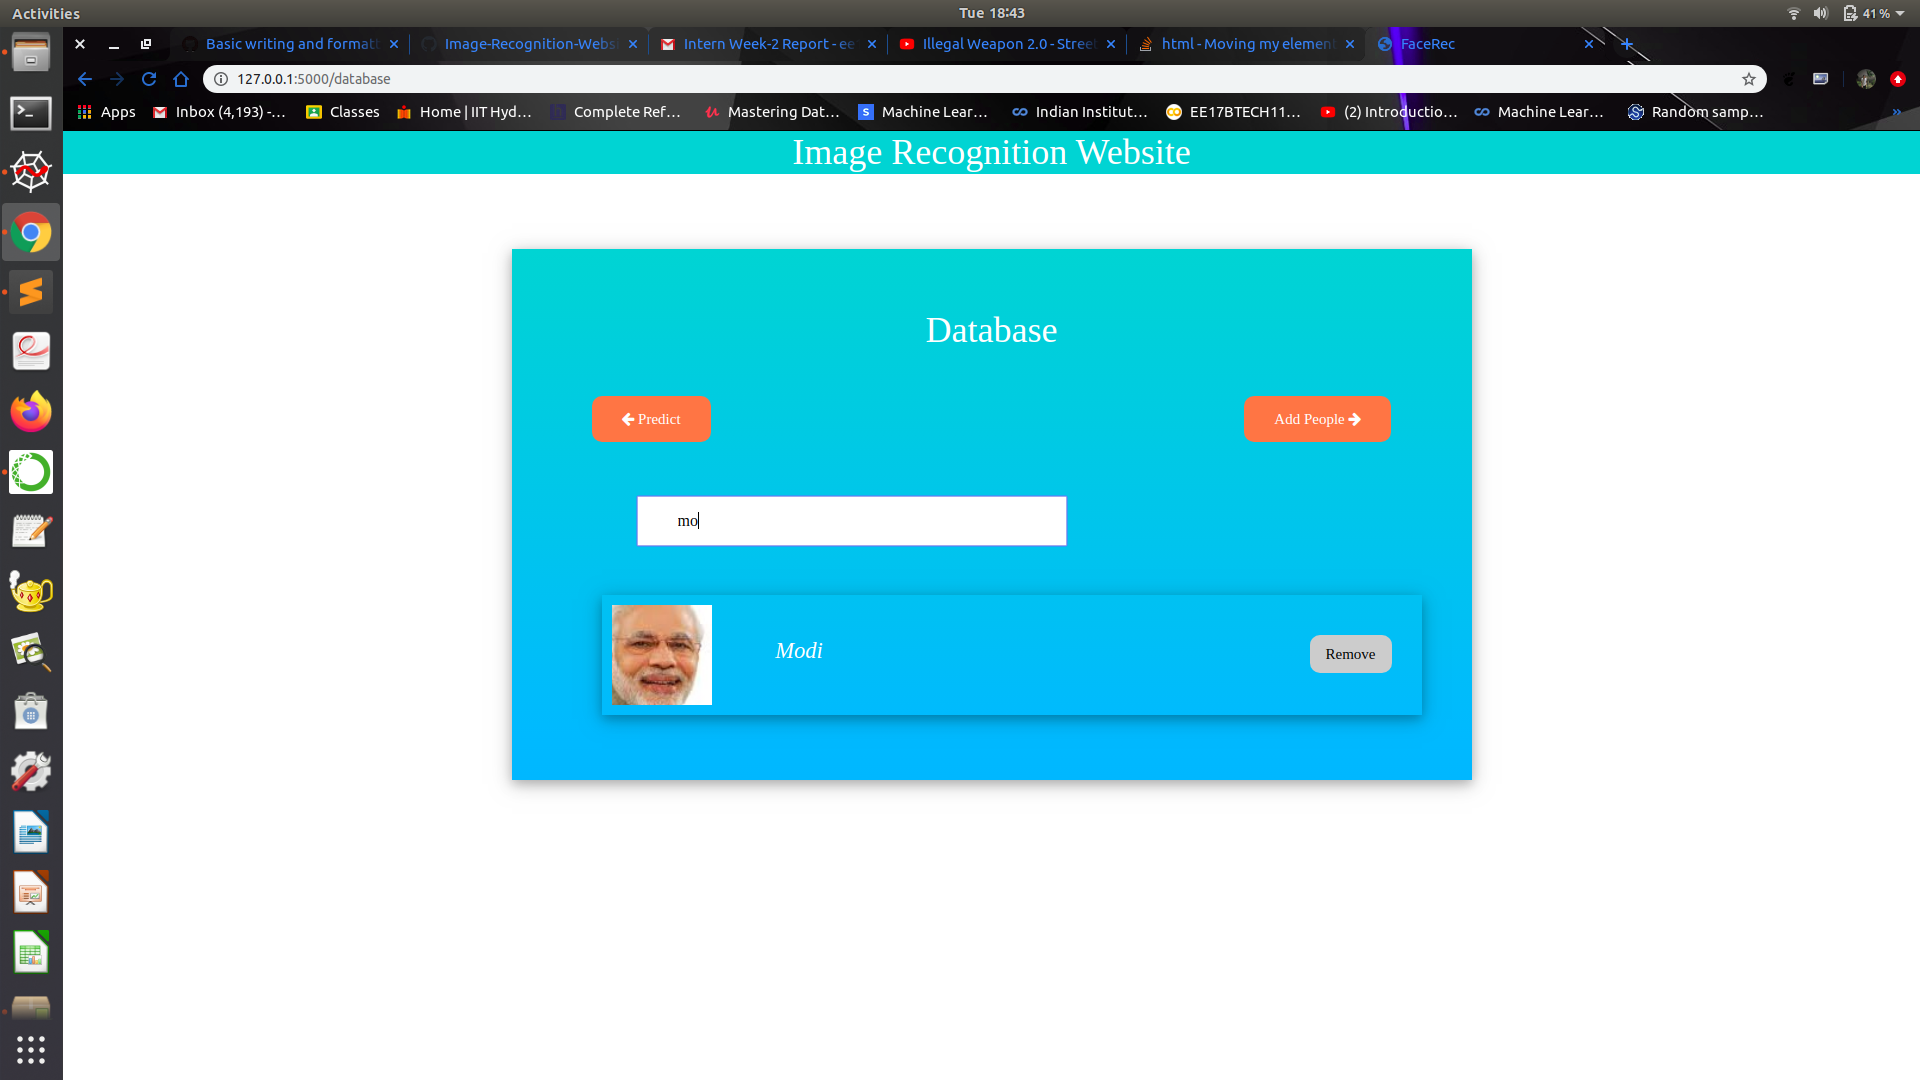 Activities
Tue 18:43
41 %
Basic writing and formatt
Image-Recognition-Websi
Intern Week-2 Report - ee
Illegal Weapon 2.0 - Street
html - Moving my element
FaceRec
127.0.0.1:5000/database
Apps
Inbox (4,193) -...
Classes
Home | IIT Hyd...
Complete Ref...
Mastering Dat...
Machine Lear...
Indian Institut...
EE17BTECH11...
(2) Introductio...
Machine Lear...
Random samp...
»
Image Recognition Website
Database
Predict
Add People
mo
Modi
Remove